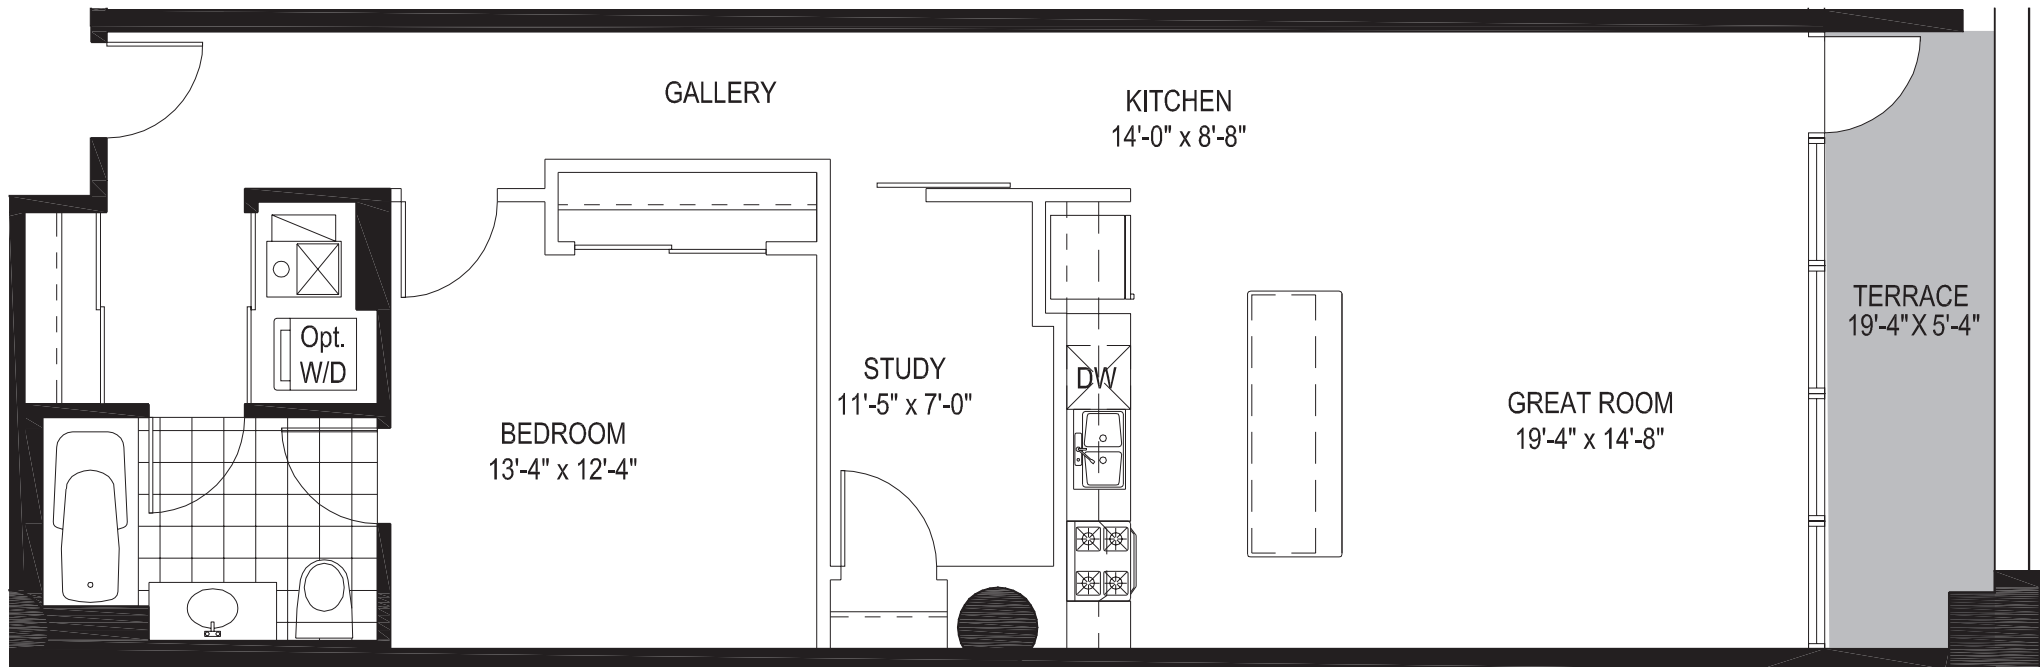 GALLERY
KITCHEN
14'-0" x 8'-8"
TERRACE
19'-4" X 5'-4"
Opt.
W/D
STUDY
11'-5" x 7'-0"
DW
GREAT ROOM
19'-4" x 14'-8"
BEDROOM
13'-4" x 12'-4"